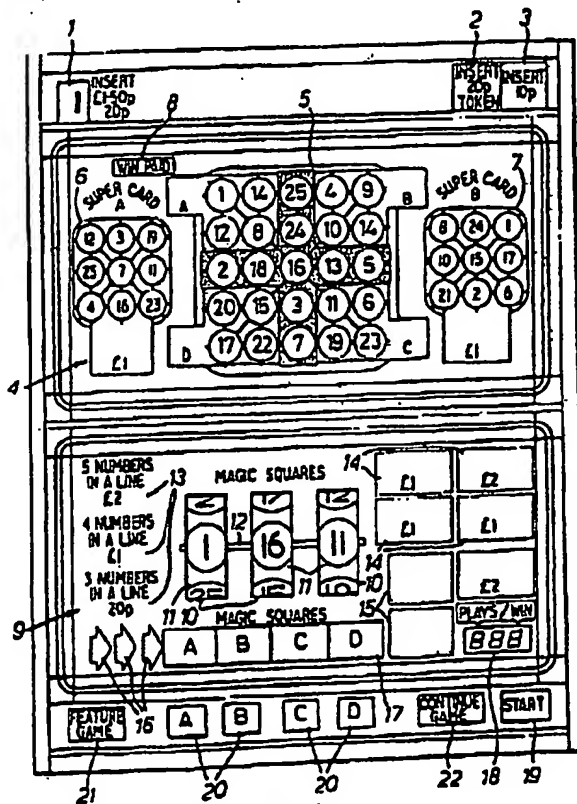 1
2
3
1
INSERT
£1-50p
20p
INSERT
20p
TOKEN
INSERT
10p
8
5
6
7
SUPER CARD
A
12 3 19
7 11
4 16 23
£1
4
A
B
1 14 25 4 9
12 8 24 10 14
2 18 16 13 5
20 15 3 11 6
17 22 7 19 23
D
C
SUPER CARD
B
8 24 1
10 15 17
21 2 6
£1
5 NUMBERS
IN A LINE
£2
13
4 NUMBERS
IN A LINE
£1
3 NUMBERS
IN A LINE
20p
9
MAGIC SQUARES
12
1 16 11
11
10
11
10
MAGIC SQUARES
14
£1 £2
£1 £1
14
15
£2
PLAYS/WIN
888
16
A B C D
17
18
19
FEATURE
GAME
A B C D
CONTINUE
GAME
START
21
20
20
22